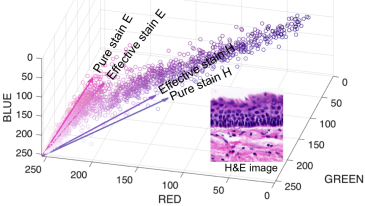 Pure stain E
Effective stain E
Effective stain H
Pure stain H
0
50
100
150
200
250
BLUE
250
200
150
100
50
0
RED
0
50
100
150
200
250
GREEN
H&E image